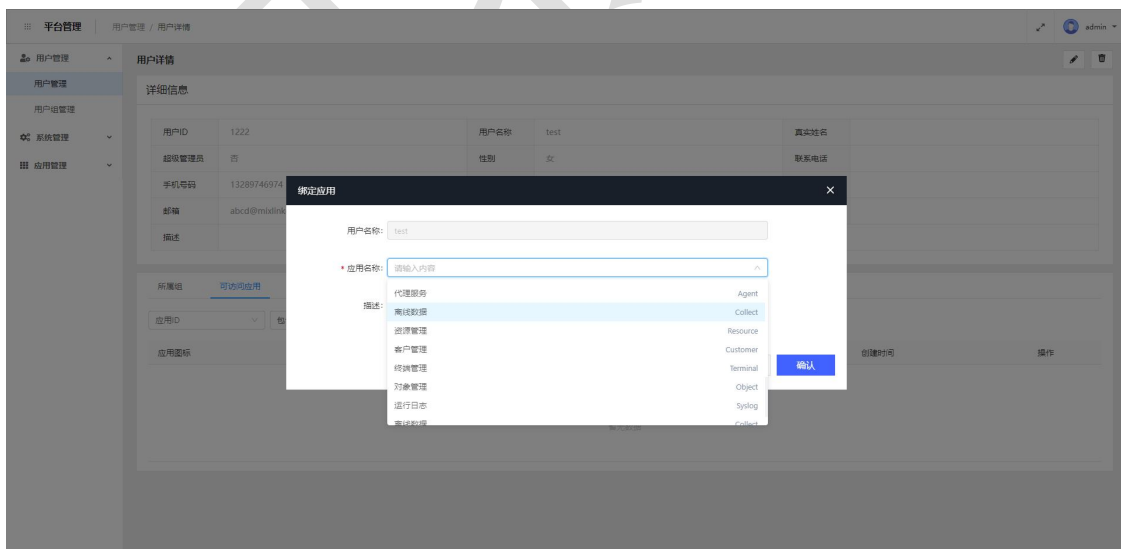 平台管理 用户管理 / 用户详情 admin
用户管理
用户详情
用户管理
详细信息
用户组管理
系统管理
用户ID 1222 用户名称 test 真实姓名
应用管理
超级管理员 否 性别 女 联系电话
手机号码 13289746974
绑定应用
邮箱 abcd@mixlink
用户名称: test
描述
* 应用名称: 请输入内容
所属组 可访问应用
代理服务 Agent
描述:
离线数据 Collect
应用ID 包
资源管理 Resource
应用图标 客户管理 Customer 创建时间 操作
终端管理 Terminal 确认
对象管理 Object
运行日志 Syslog
离线数据 Collect